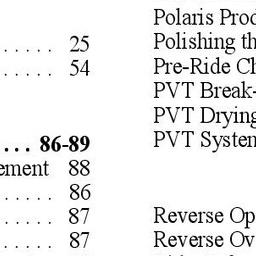 ..... 25
..... 54
... 86-89
ement 88
..... 86
..... 87
..... 87
Polaris Prod
Polishing th
Pre-Ride Ch
PVT Break-
PVT Drying
PVT System
Reverse Op
Reverse Ov